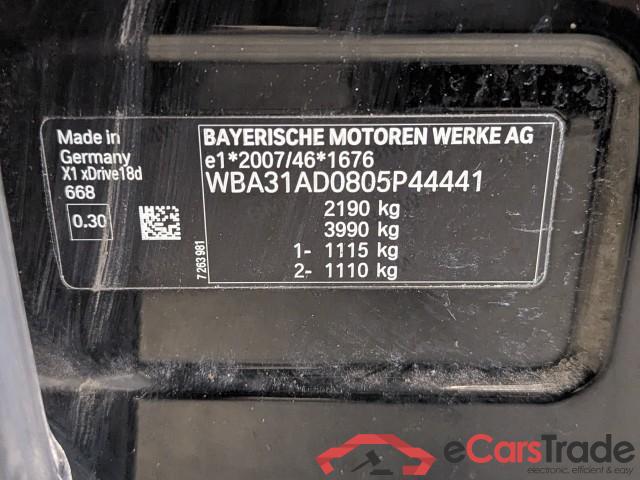 Made in
Germany
X1 xDrive18d
668
0.30
7 263 981
BAYERISCHE MOTOREN WERKE AG
e1*2007/46*1676
WBA31AD0805P44441
2190 kg
3990 kg
1- 1115 kg
2- 1110 kg
eCarsTrade
electronic, efficient & easy